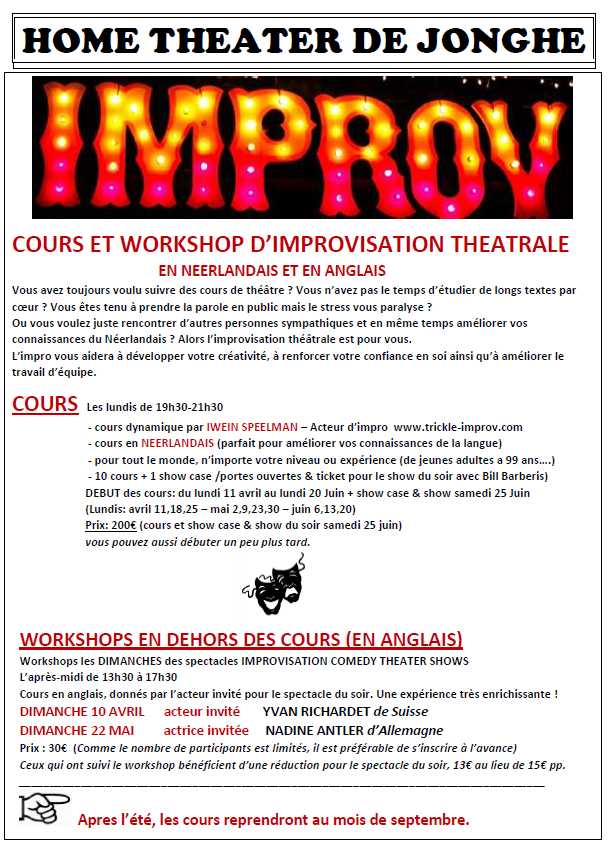 HOME THEATER DE JONGHE
IMPROV
COURS ET WORKSHOP D’IMPROVISATION THEATRALE
EN NEERLANDAIS ET EN ANGLAIS
Vous avez toujours voulu suivre des cours de théâtre ? Vous n’avez pas le temps d’étudier de longs textes par
cœur ? Vous êtes tenu à prendre la parole en public mais le stress vous paralyse ?
Ou vous voulez juste rencontrer d’autres personnes sympathiques et en même temps améliorer vos
connaissances du Néerlandais ? Alors l’improvisation théâtrale est pour vous.
L’impro vous aidera à développer votre créativité, à renforcer votre confiance en soi ainsi qu’à améliorer le
travail d’équipe.
COURS Les lundis de 19h30-21h30
- cours dynamique par IWEIN SPEELMAN – Acteur d’impro www.trickle-improv.com
- cours en NEERLANDAIS (parfait pour améliorer vos connaissances de la langue)
- pour tout le monde, n’importe votre niveau ou expérience (de jeunes adultes a 99 ans….)
- 10 cours + 1 show case /portes ouvertes & ticket pour le show du soir avec Bill Barberis)
DEBUT des cours: du lundi 11 avril au lundi 20 Juin + show case & show samedi 25 Juin
(Lundis: avril 11,18,25 – mai 2,9,23,30 – juin 6,13,20)
Prix: 200€ (cours et show case & show du soir samedi 25 juin)
vous pouvez aussi débuter un peu plus tard.
WORKSHOPS EN DEHORS DES COURS (EN ANGLAIS)
Workshops les DIMANCHES des spectacles IMPROVISATION COMEDY THEATER SHOWS
L’après-midi de 13h30 à 17h30
Cours en anglais, donnés par l’acteur invité pour le spectacle du soir. Une expérience très enrichissante !
DIMANCHE 10 AVRIL acteur invité YVAN RICHARDET de Suisse
DIMANCHE 22 MAI actrice invitée NADINE ANTLER d’Allemagne
Prix : 30€ (Comme le nombre de participants est limités, il est préférable de s’inscrire à l’avance)
Ceux qui ont suivi le workshop bénéficient d’une réduction pour le spectacle du soir, 13€ au lieu de 15€ pp.
Apres l’été, les cours reprendront au mois de septembre.